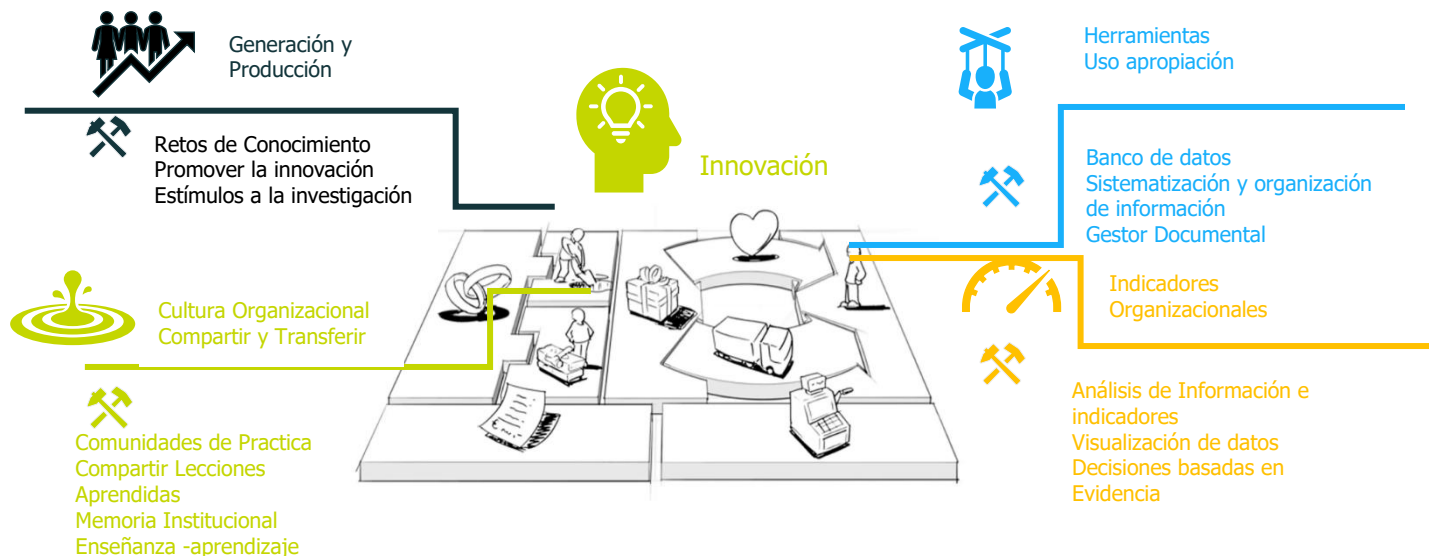 Generación y
Producción
Retos de Conocimiento
Promover la innovación
Estímulos a la investigación
Innovación
Herramientas
Uso apropiación
Banco de datos
Sistematización y organización
de información
Gestor Documental
Cultura Organizacional
Compartir y Transferir
Comunidades de Practica
Compartir Lecciones
Aprendidas
Memoria Institucional
Enseñanza -aprendizaje
Indicadores
Organizacionales
Análisis de Información e
indicadores
Visualización de datos
Decisiones basadas en
Evidencia